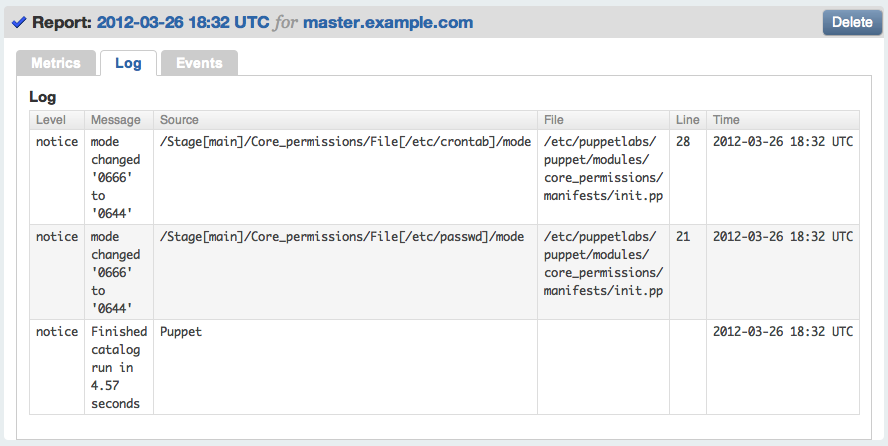 Report: 2012-03-26 18:32 UTC for master.example.com
Delete
Metrics Log Events
Log
Level Message Source File Line Time
notice mode /Stage[main]/Core_permissions/File[/etc/crontab]/mode /etc/puppetlabs/ 28 2012-03-26 18:32 UTC
changed puppet/modules/
'0666' core_permissions/
to manifests/init.pp
'0644'
notice mode /Stage[main]/Core_permissions/File[/etc/passwd]/mode /etc/puppetlabs/ 21 2012-03-26 18:32 UTC
changed puppet/modules/
'0666' core_permissions/
to manifests/init.pp
'0644'
notice Finished Puppet 2012-03-26 18:32 UTC
catalog
run in
4.57
seconds